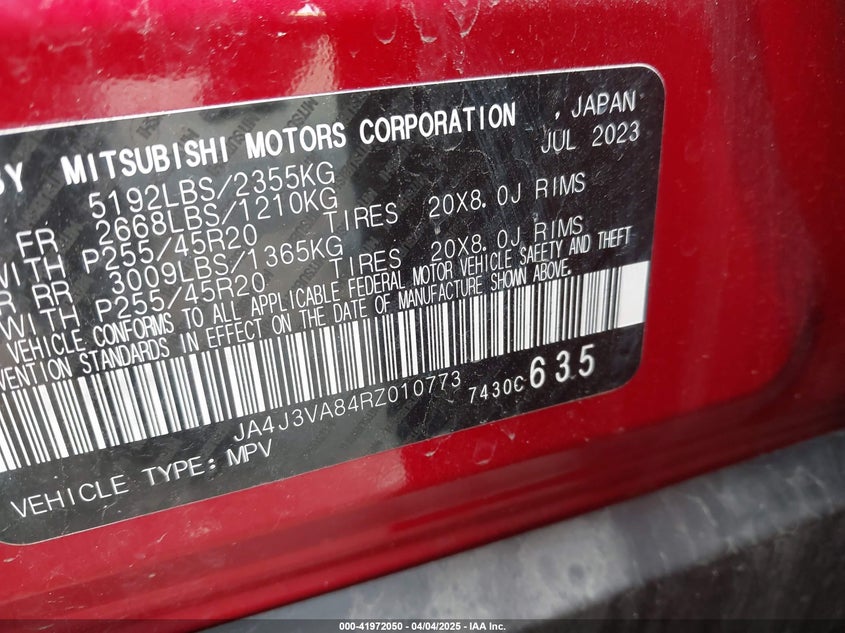 BY MITSUBISHI MOTORS CORPORATION , JAPAN
5192LBS/2355KG JUL 2023
FR 2668LBS/1210KG
WITH P255/45R20 TIRES 20X8.0J RIMS
RR 3009LBS/1365KG
WITH P255/45R20 TIRES 20X8.0J RIMS
VEHICLE CONFORMS TO ALL APPLICABLE FEDERAL MOTOR VEHICLE SAFETY AND THEFT
VENTION STANDARDS IN EFFECT ON THE DATE OF MANUFACTURE SHOWN ABOVE.
JA4J3VA84RZ010773 7430C 635
VEHICLE TYPE: MPV
000-41972050 - 04/04/2025 - IAA Inc.